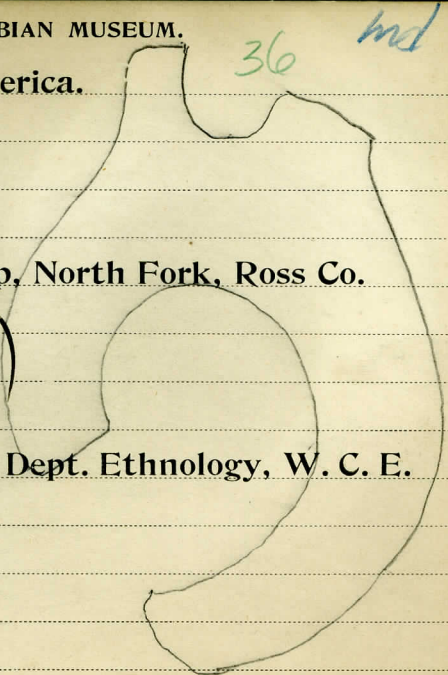 BIAN MUSEUM.
36
md
erica.
p, North Fork, Ross Co.
Dept. Ethnology, W. C. E.